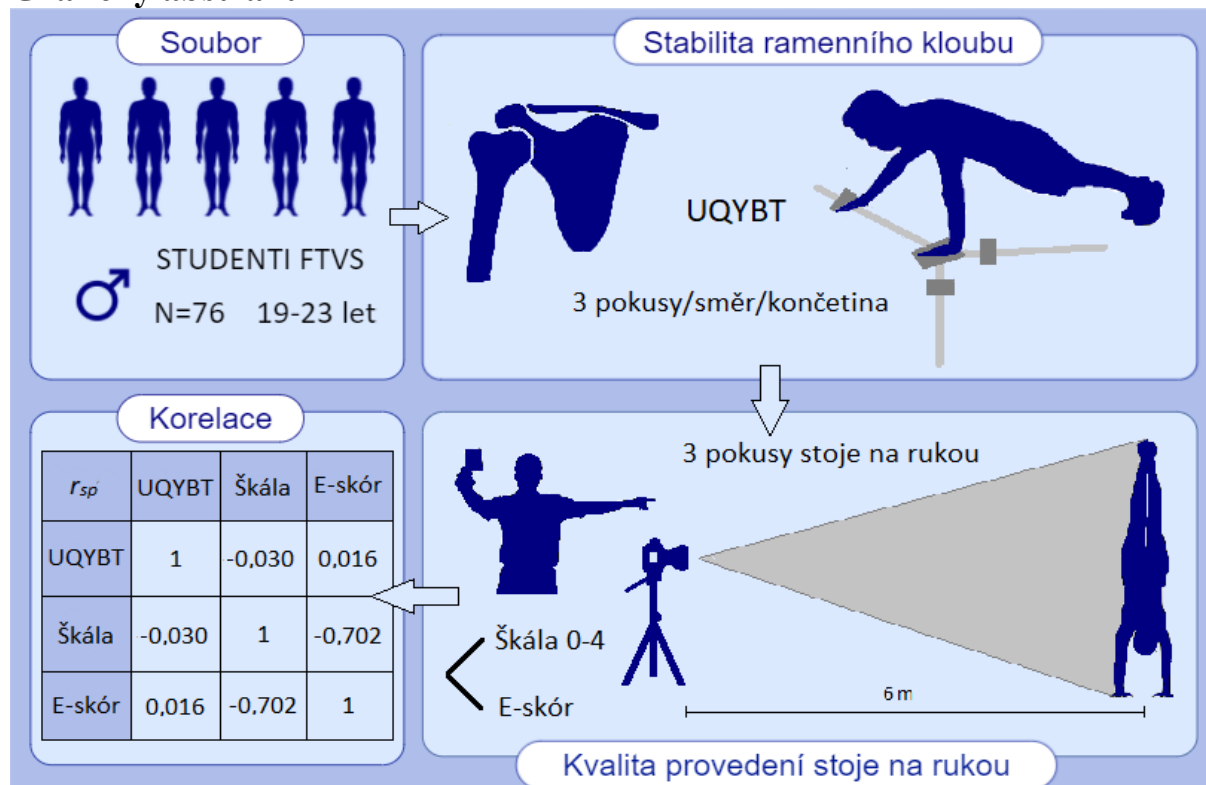 Soubor
STUDENTI FTVS
N=76 19-23 let
Stabilita ramenního kloubu
UQYBT
3 pokusy/směr/končetina
3 pokusy stoje na rukou
Škála 0-4
E-skór
6 m
Kvalita provedení stoje na rukou
Korelace
rsp UQYBT Škála E-skór
UQYBT 1 -0,030 0,016
Škála -0,030 1 -0,702
E-skór 0,016 -0,702 1